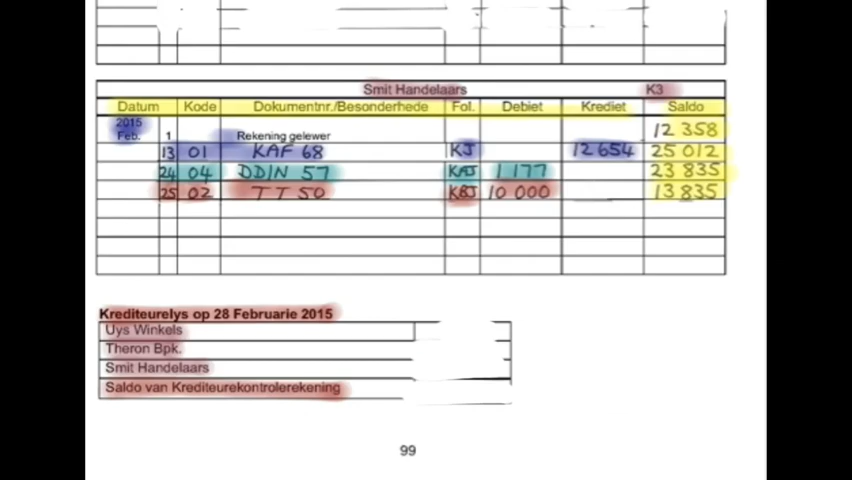 Smit Handelaars K3
Datum Kode Dokumentnr./Besonderhede Fol. Debiet Krediet Saldo
2015
Feb. 1 Rekening gelewer 12 358
13 01 KAF 68 KJ 12 654 25 012
24 04 DDIN 57 KAJ 1 177 23 835
25 02 TT 50 KBJ 10 000 13 835
Krediteurelys op 28 Februarie 2015
Uys Winkels
Theron Bpk.
Smit Handelaars
Saldo van Krediteurekontrolerekening
99